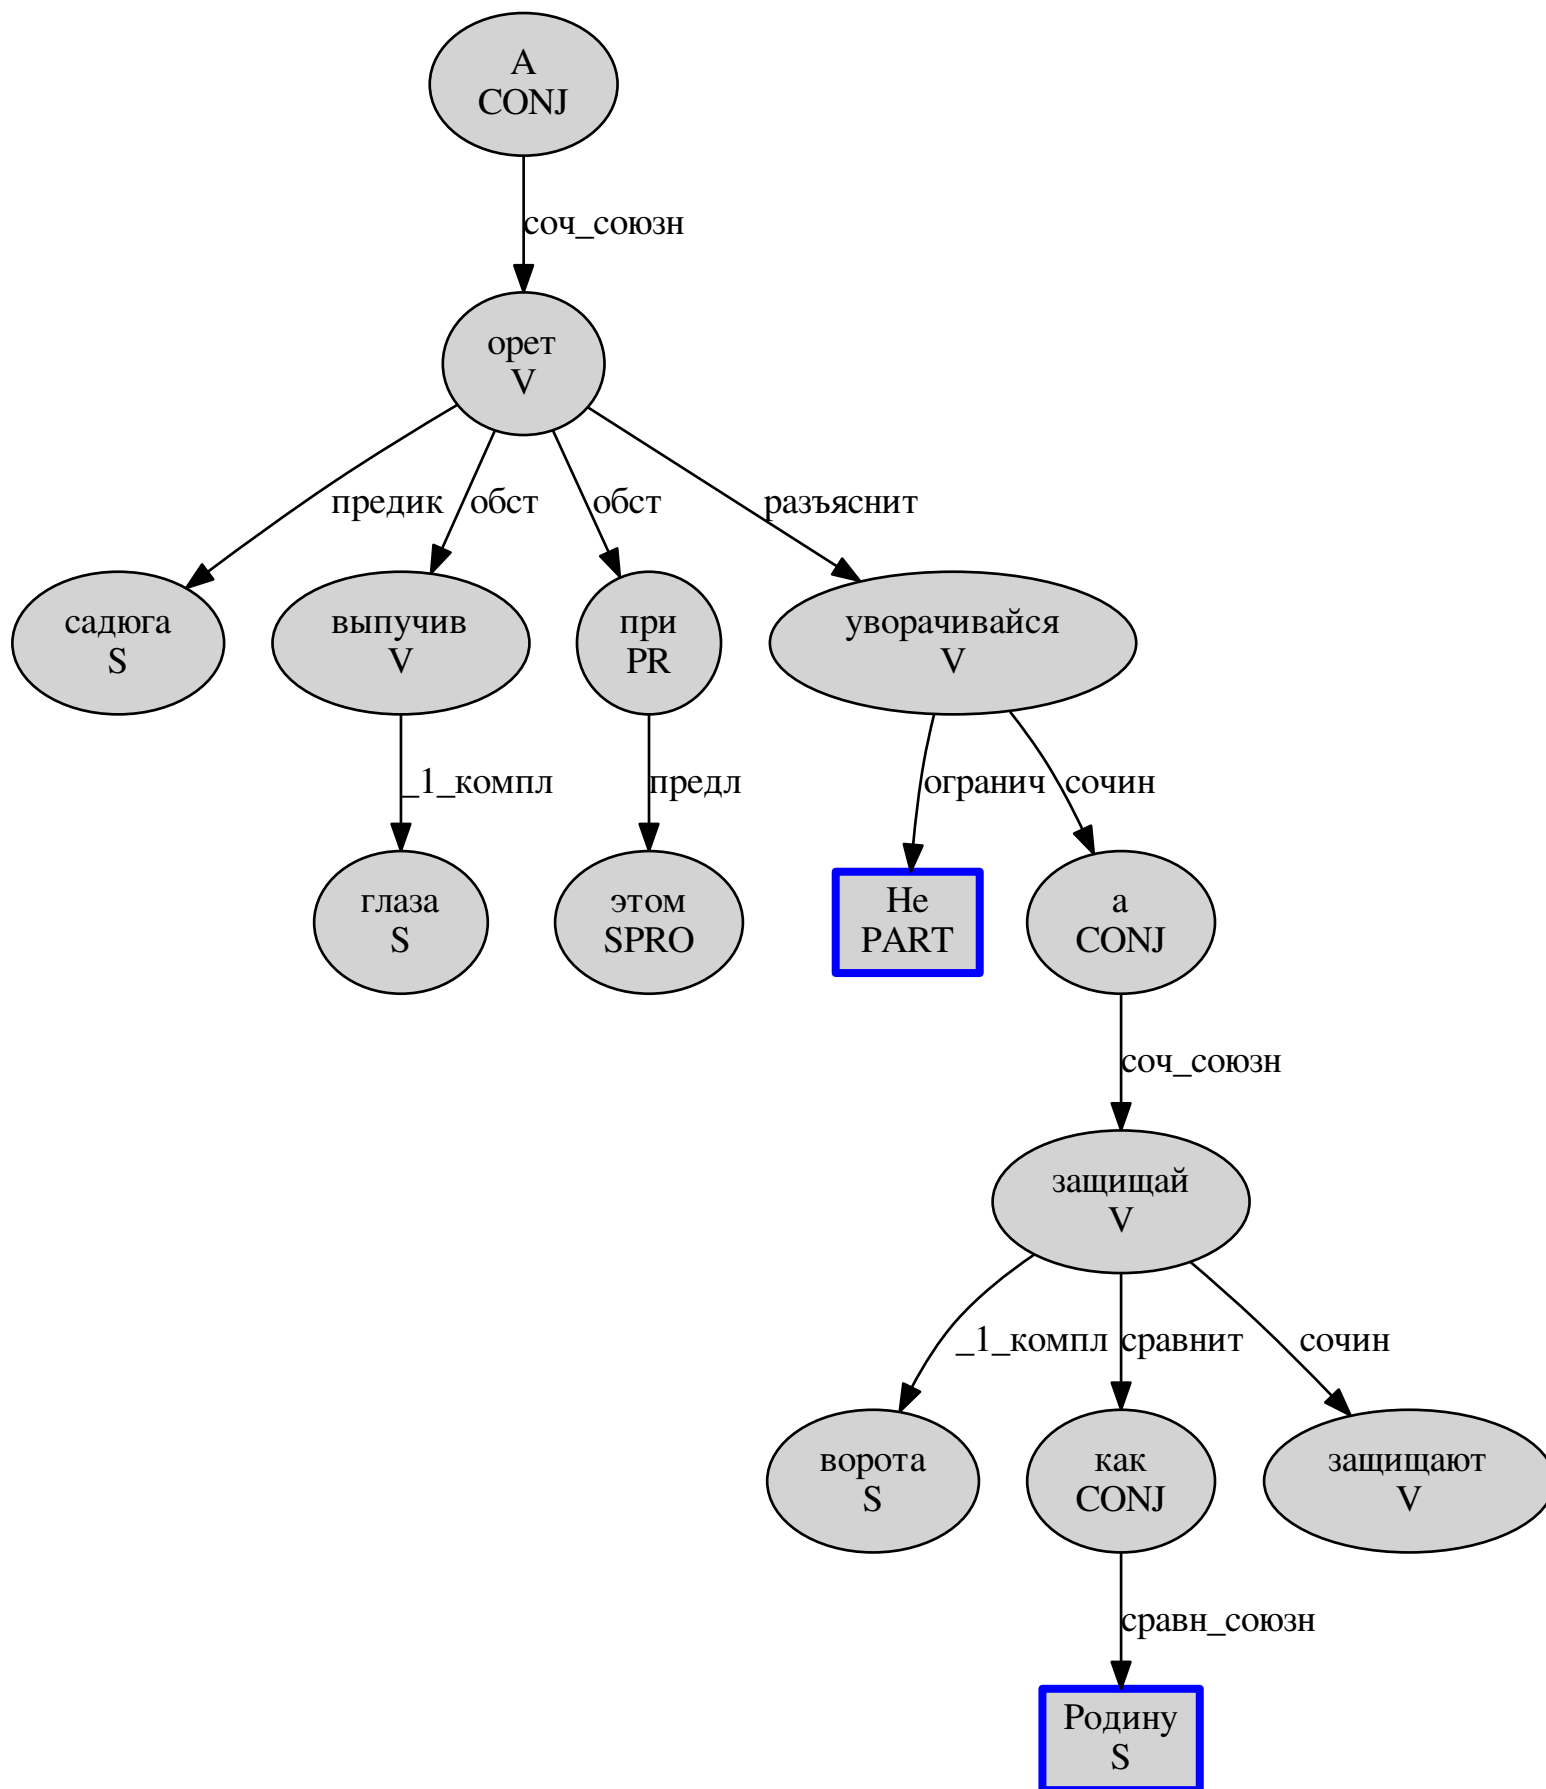 А
CONJ
соч_союзн
орет
V
предик
обст
обст
разъяснит
садюга
S
выпучив
V
при
PR
уворачивайся
V
_1_компл
предл
огранич
сочин
глаза
S
этом
SPRO
Не
PART
а
CONJ
соч_союзн
защищай
V
_1_компл
сравнит
сочин
ворота
S
как
CONJ
защищают
V
сравн_союзн
Родину
S